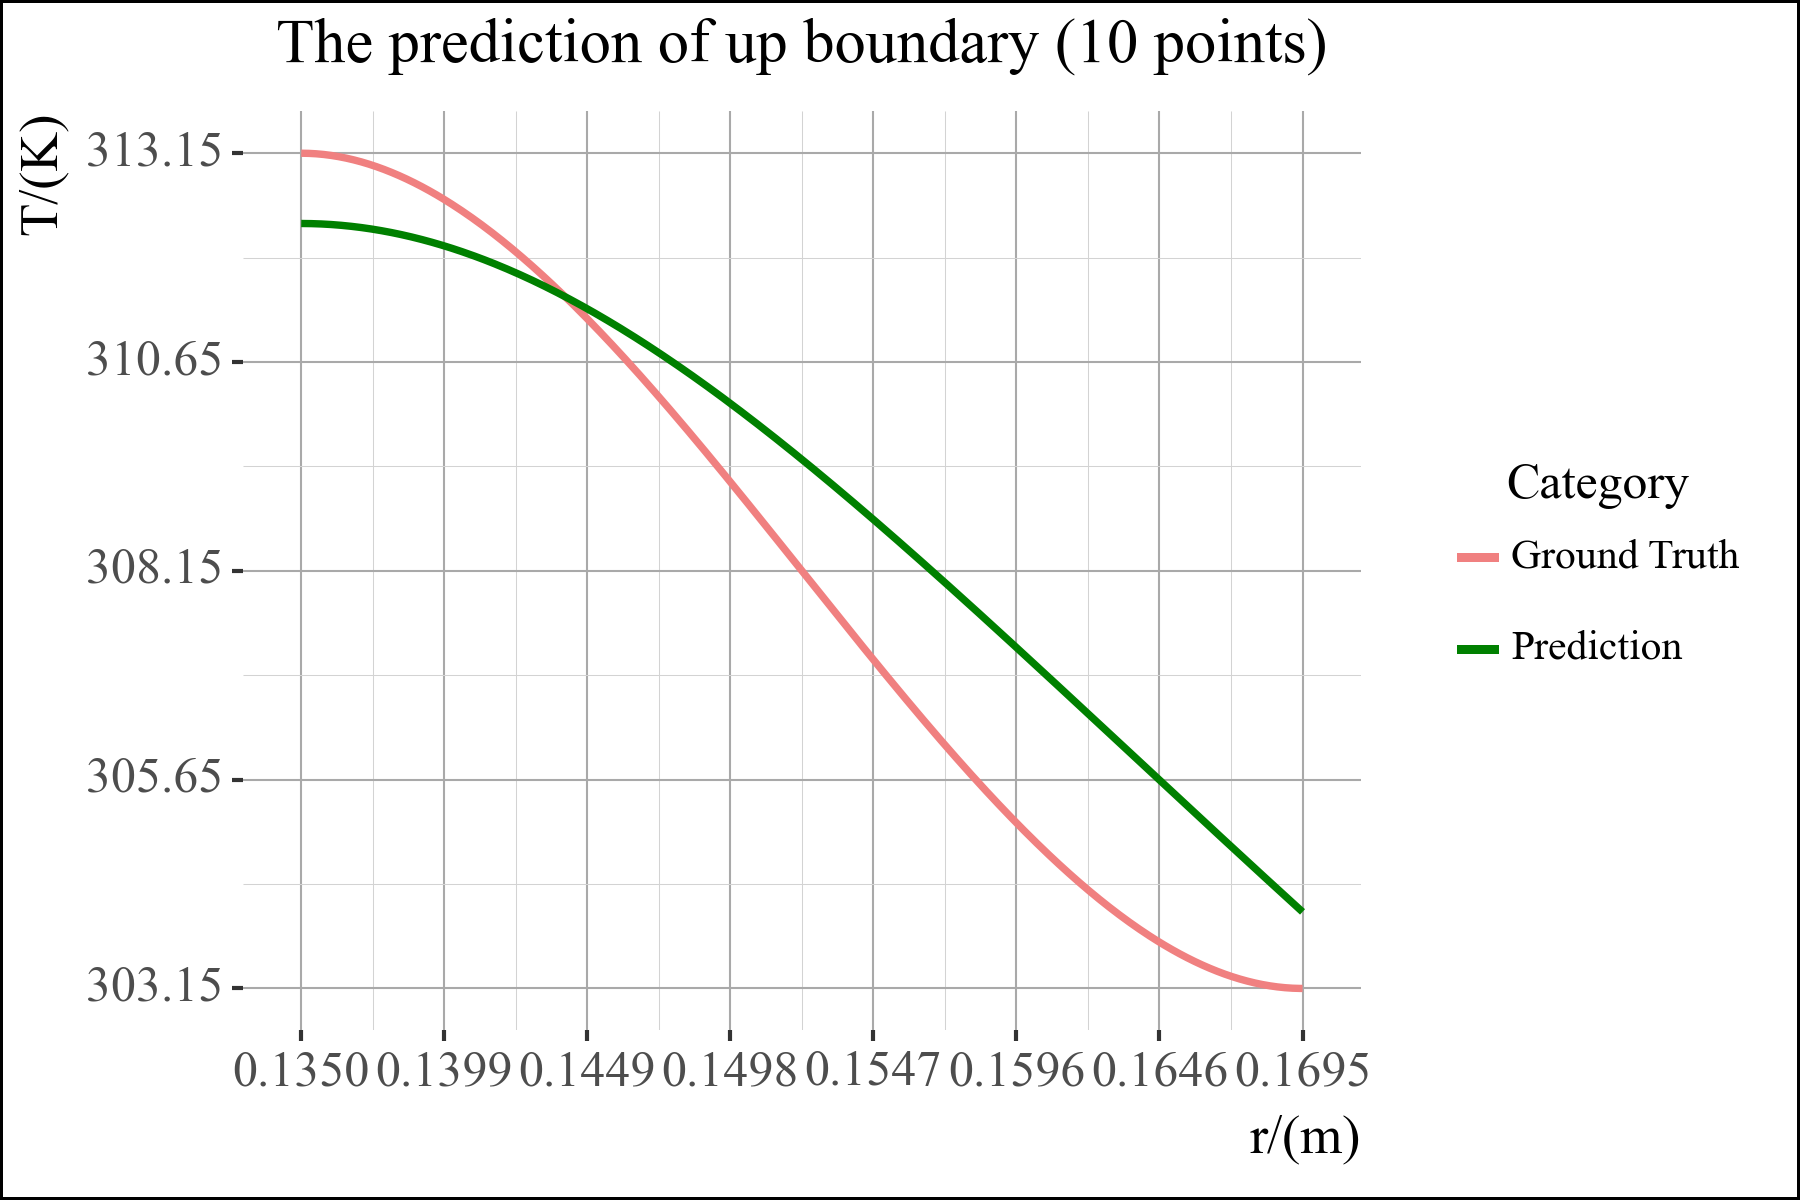 The prediction of up boundary (10 points)
T/(K)
313.15
310.65
308.15
305.65
303.15
0.1350 0.1399 0.1449 0.1498 0.1547 0.1596 0.1646 0.1695
r/(m)
Category
Ground Truth
Prediction